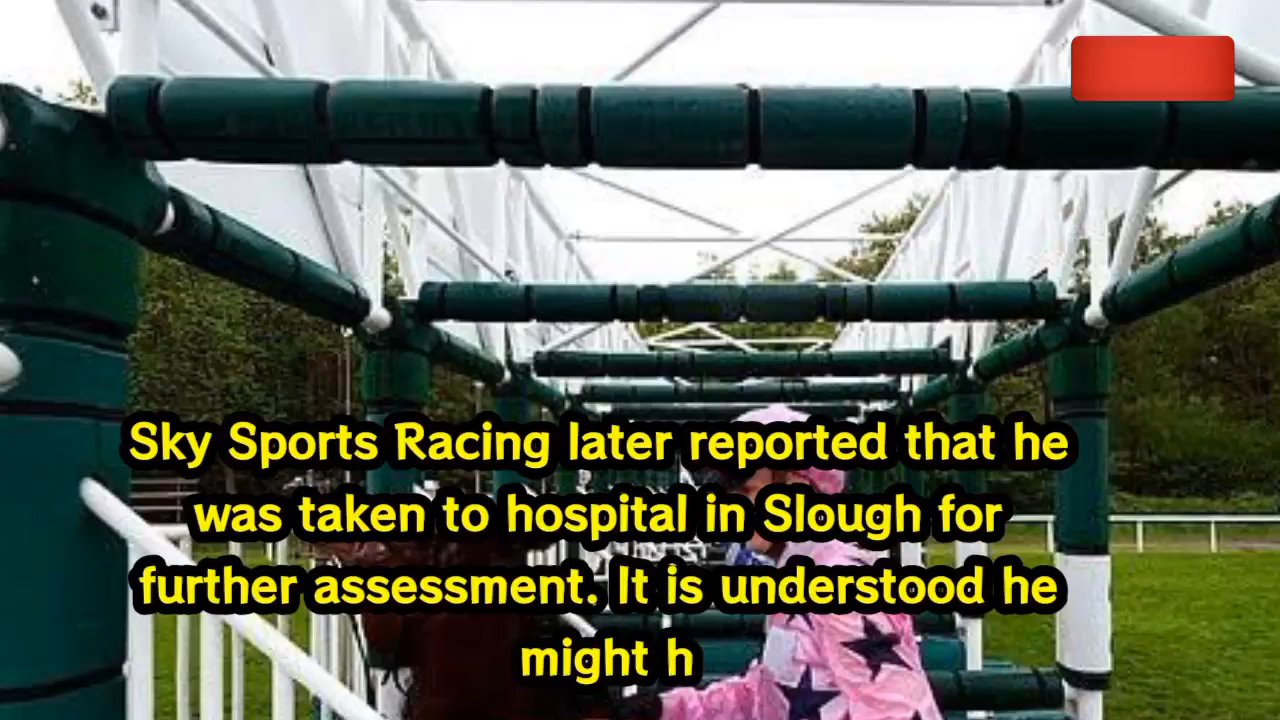 Sky Sports Racing later reported that he
was taken to hospital in Slough for
further assessment. It is understood he
might h